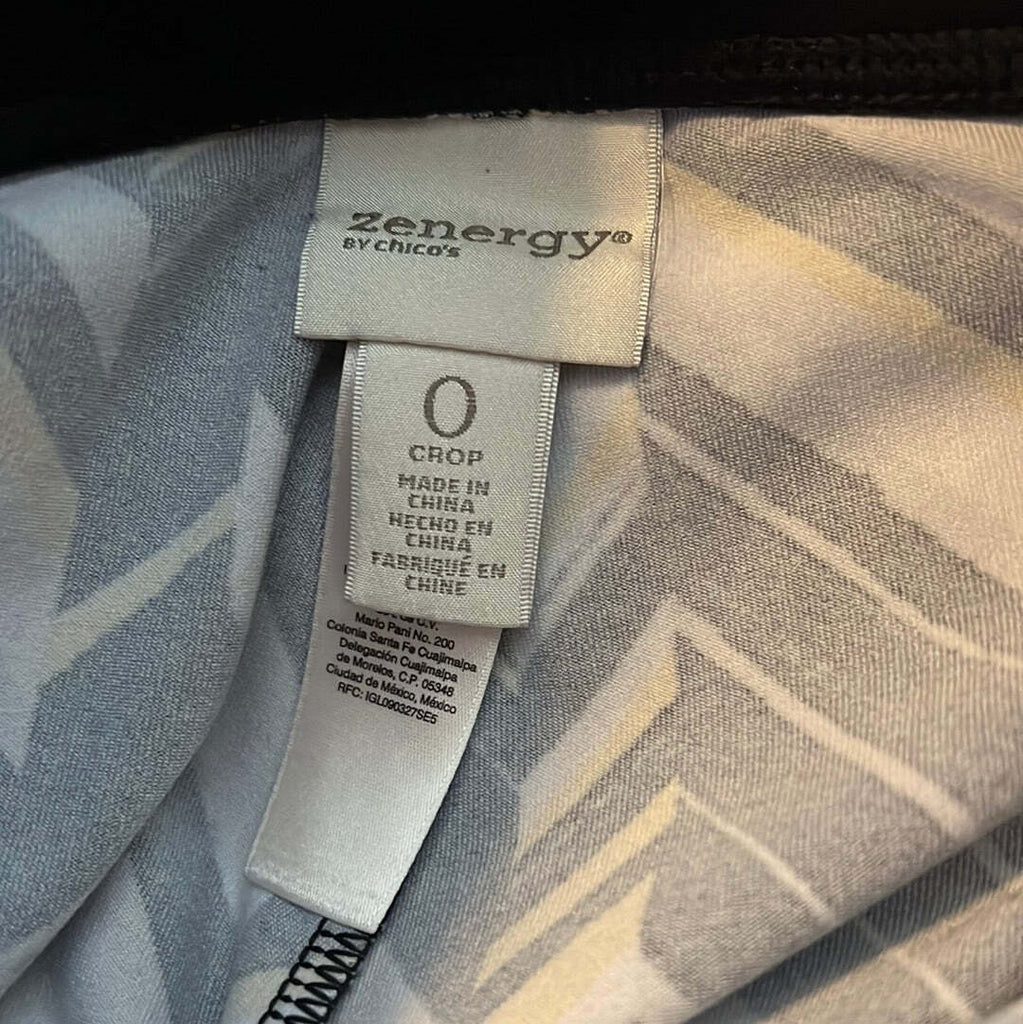 zenergy®
BY chico's
0
CROP
MADE IN
CHINA
HECHO EN
CHINA
FABRIQUÉ EN
CHINE
de C.V.
Mario Pani No. 200
Colonia Santa Fe Cuajimalpa
Delegación Cuajimalpa
de Morelos, C.P. 05348
Ciudad de México, México
RFC: IGL090327SE5